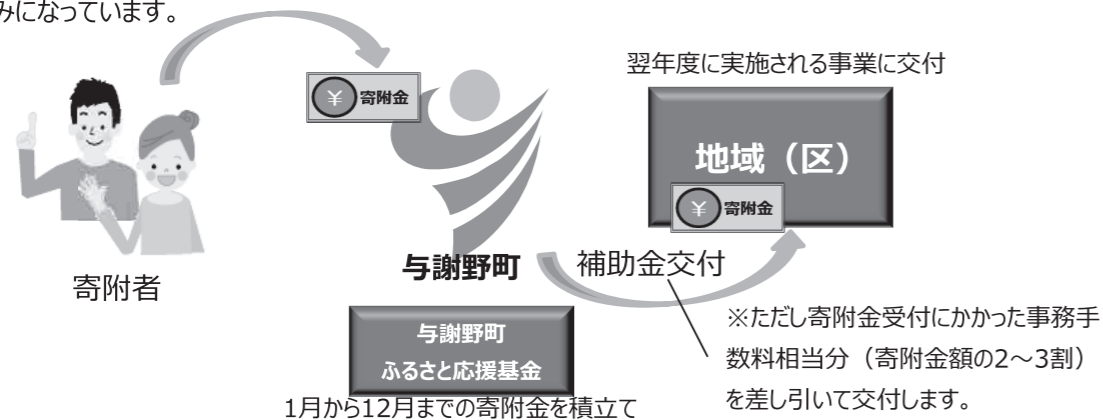 みになっています。
翌年度に実施される事業に交付
¥ 寄附金
地域（区）
¥ 寄附金
寄附者
与謝野町
補助金交付
与謝野町
ふるさと応援基金
1月から12月までの寄附金を積立て
※ただし寄附金受付にかかった事務手
数料相当分（寄附金額の2～3割）
を差し引いて交付します。